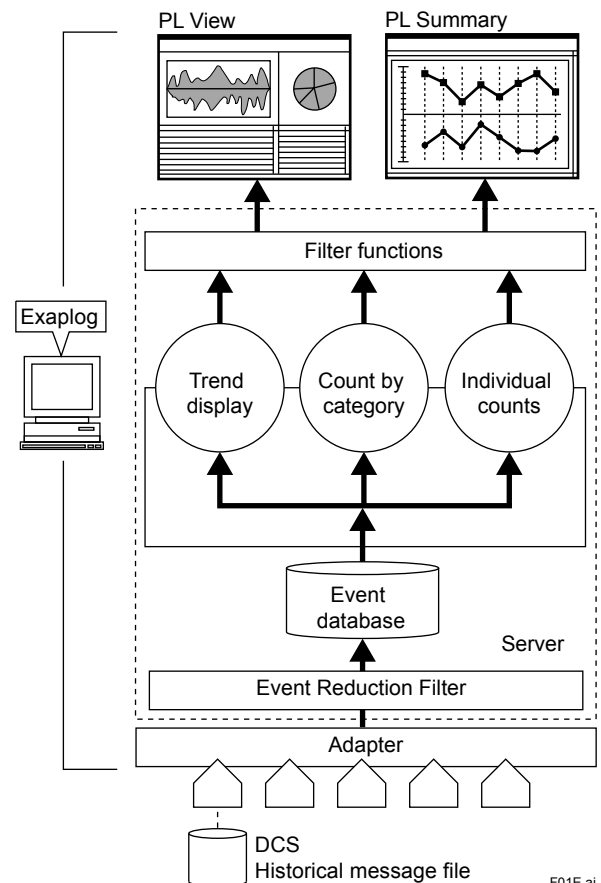 PL View
PL Summary
Filter functions
Exaplog
Trend
display
Count by
category
Individual
counts
Event
database
Server
Event Reduction Filter
Adapter
DCS
Historical message file
F01E.ai